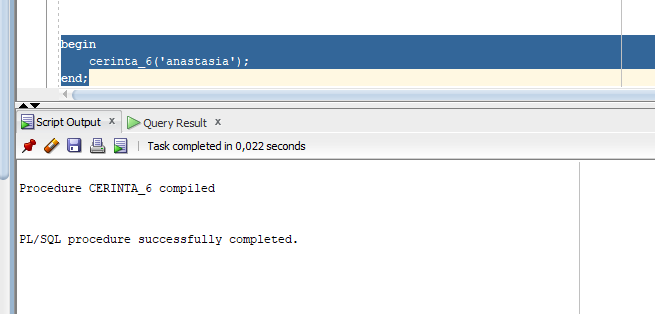 begin
cerinta_6('anastasia');
end;
Script Output x Query Result x
Task completed in 0,022 seconds
Procedure CERINTA_6 compiled
PL/SQL procedure successfully completed.